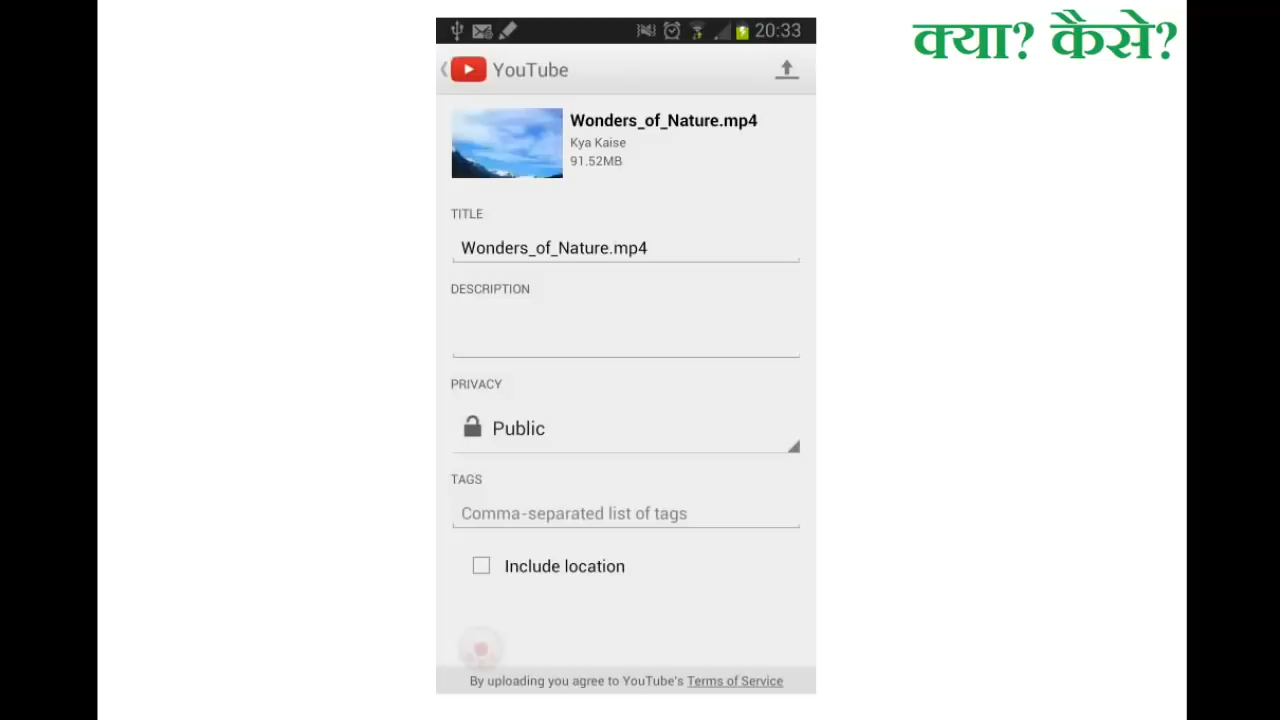 20:33
क्या? कैसे?
YouTube
Wonders_of_Nature.mp4
Kya Kaise
91.52MB
TITLE
Wonders_of_Nature.mp4
DESCRIPTION
PRIVACY
Public
TAGS
Comma-separated list of tags
Include location
By uploading you agree to YouTube's Terms of Service